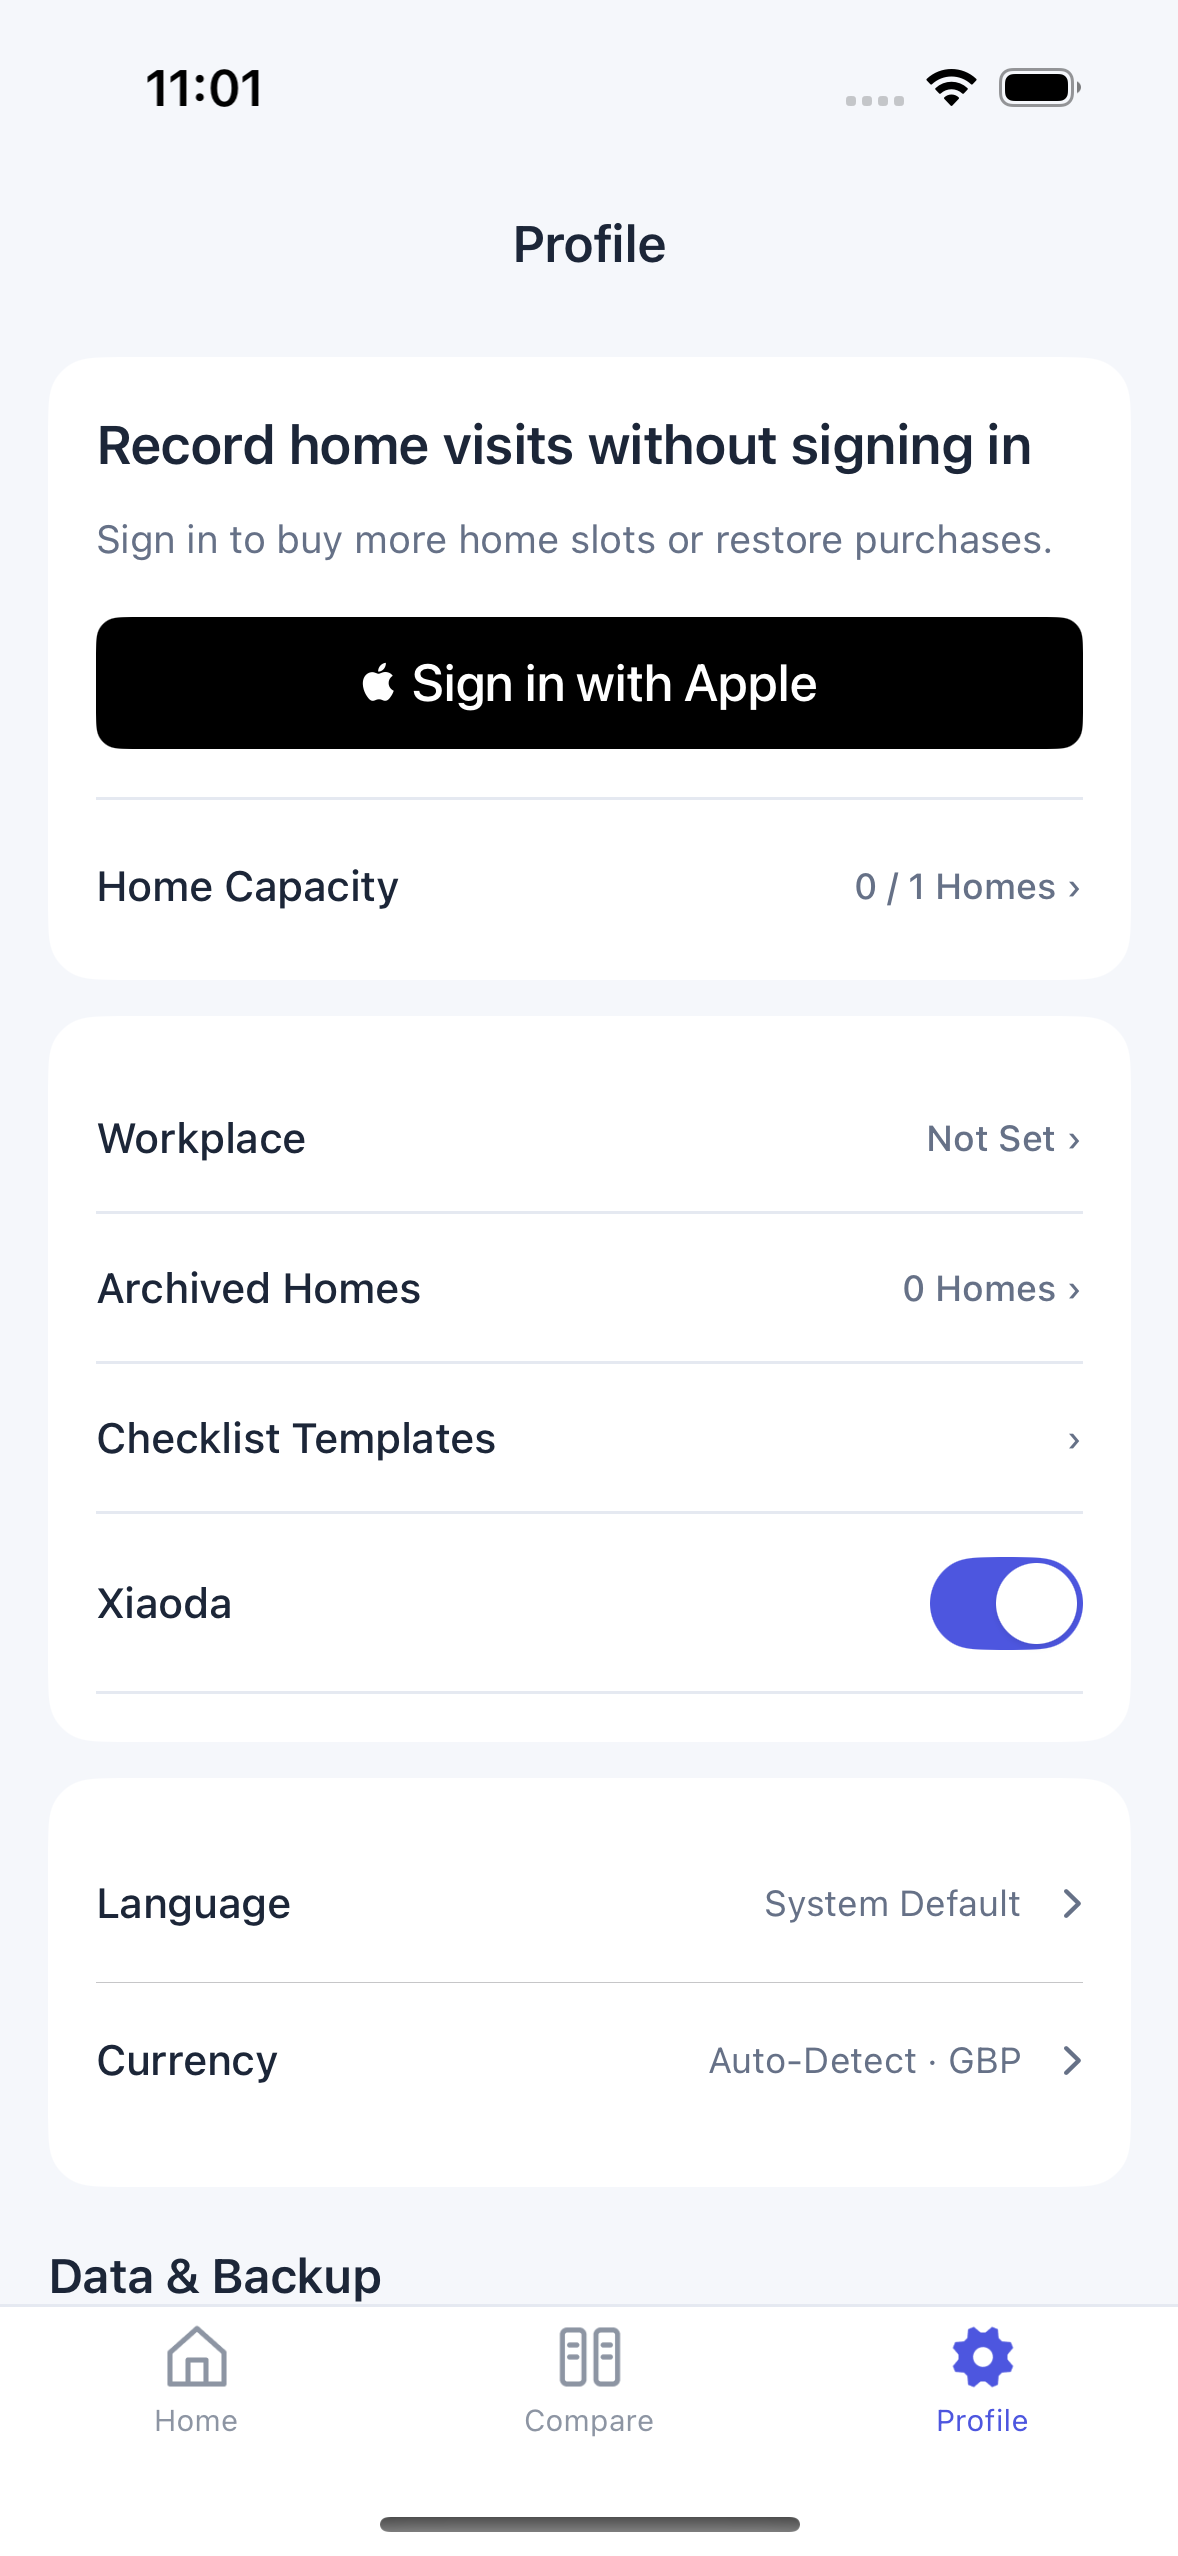 11:01
Profile
Record home visits without signing in
Sign in to buy more home slots or restore purchases.
Sign in with Apple
Home Capacity 0 / 1 Homes ›
Workplace Not Set ›
Archived Homes 0 Homes ›
Checklist Templates ›
Xiaoda
Language System Default
Currency Auto-Detect · GBP
Data & Backup
Home Compare Profile